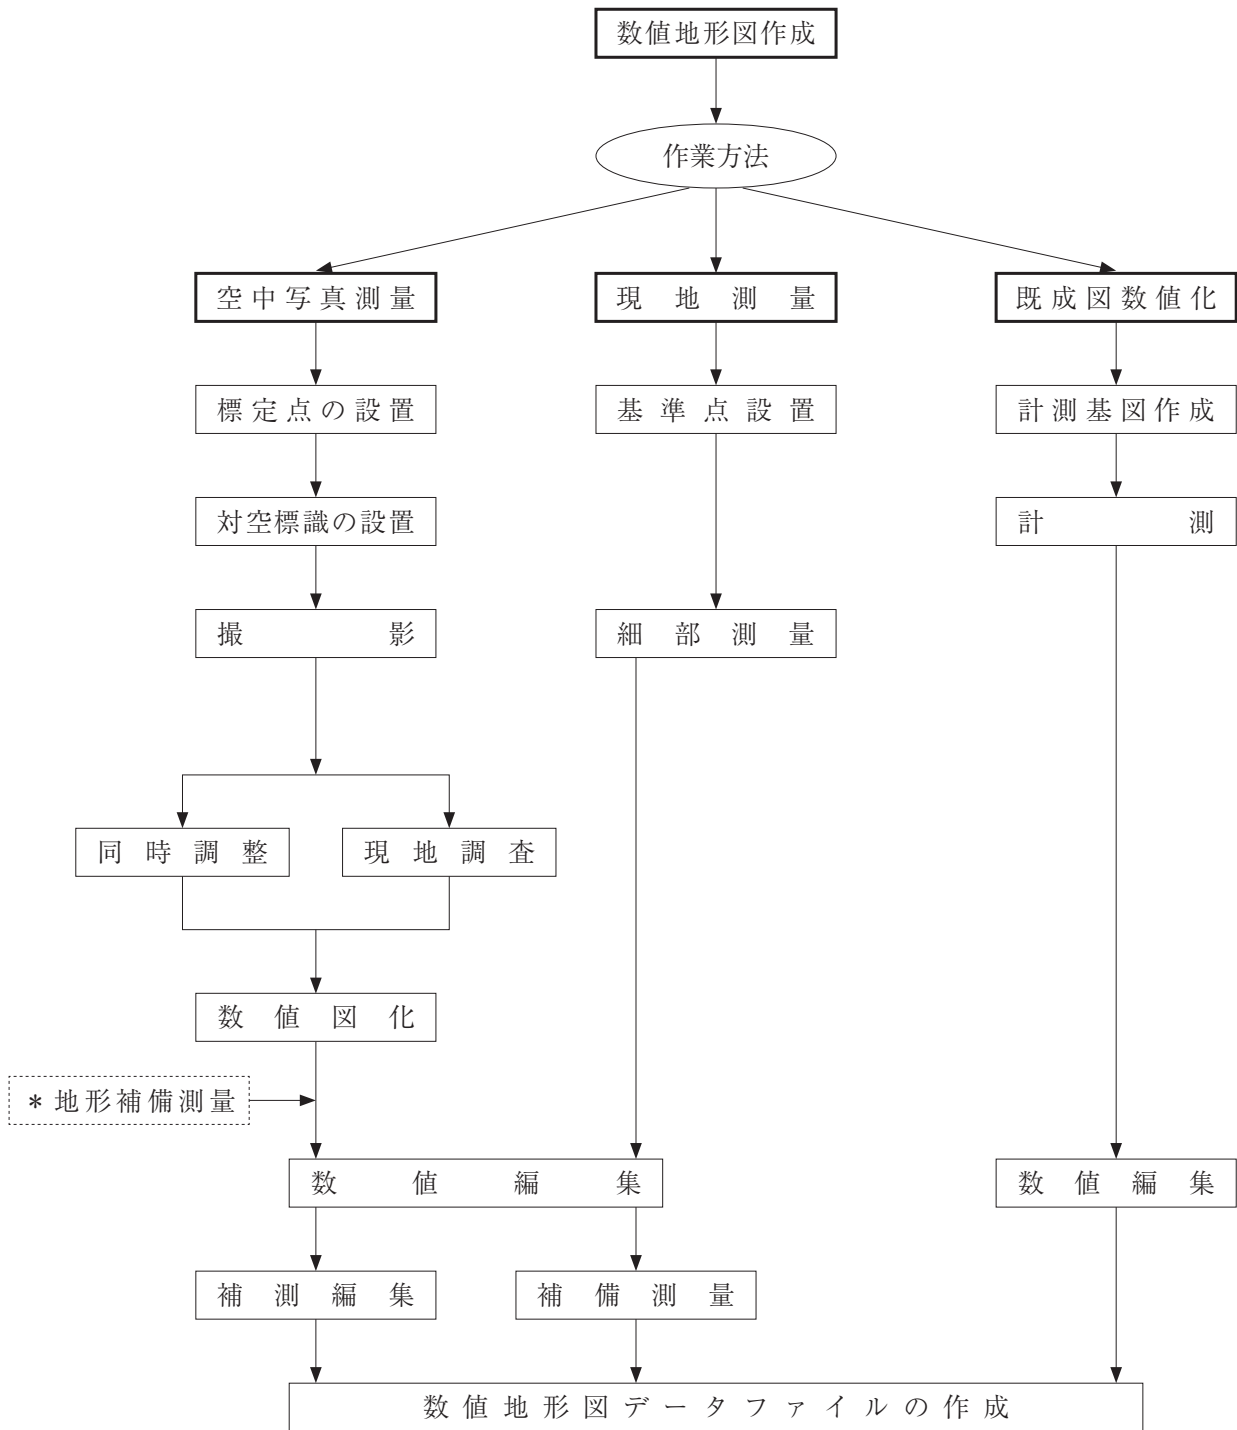 数値地形図作成
作業方法
空中写真測量
現地測量
既成図数値化
標定点の設置
基準点設置
計測基図作成
対空標識の設置
計測
撮影
細部測量
同時調整
現地調査
数値図化
*地形補備測量
数値編集
数値編集
補測編集
補備測量
数値地形図データファイルの作成